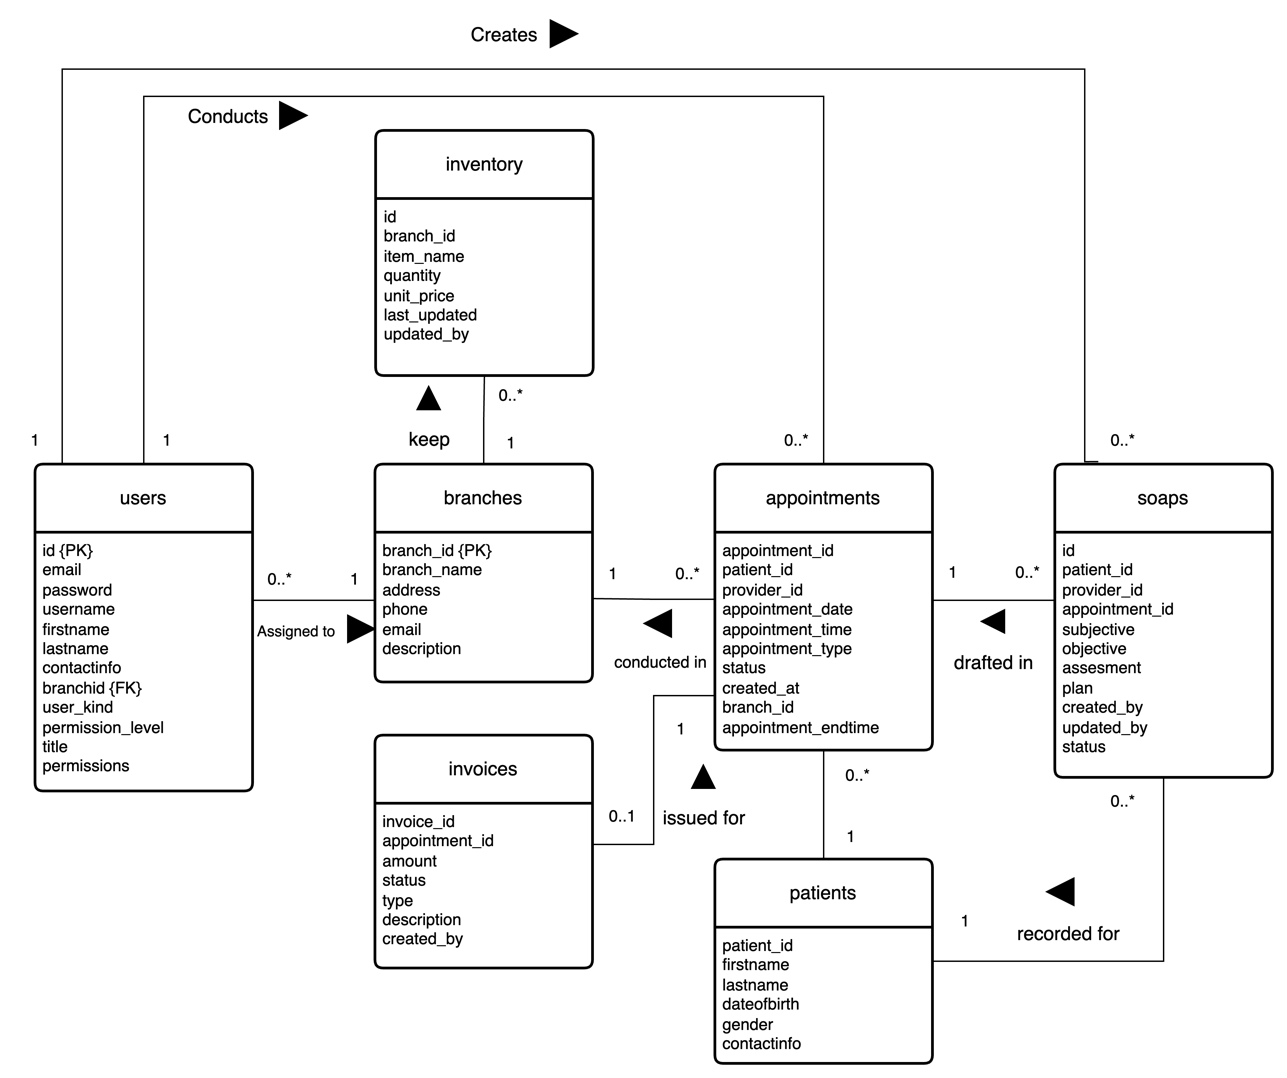 Creates
Conducts
inventory
id
branch_id
item_name
quantity
unit_price
last_updated
updated_by
0..*
keep
1
1
1
0..*
0..*
users
id {PK}
email
password
username
firstname
lastname
contactinfo
branchid {FK}
user_kind
permission_level
title
permissions
0..*
1
Assigned to
branches
branch_id {PK}
branch_name
address
phone
email
description
1
0..*
conducted in
appointments
appointment_id
patient_id
provider_id
appointment_date
appointment_time
appointment_type
status
created_at
branch_id
appointment_endtime
1
0..*
drafted in
soaps
id
patient_id
provider_id
appointment_id
subjective
objective
assesment
plan
created_by
updated_by
status
invoices
invoice_id
appointment_id
amount
status
type
description
created_by
1
0..1
issued for
0..*
1
0..*
1
recorded for
patients
patient_id
firstname
lastname
dateofbirth
gender
contactinfo